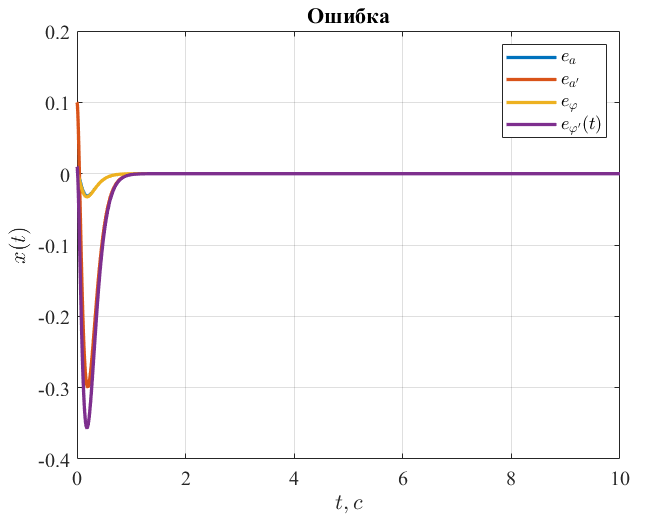 Ошибка
0.2
0.1
0
-0.1
-0.2
-0.3
-0.4
x(t)
e_a
e_{a'}
e_φ
e_{φ'}(t)
0 2 4 6 8 10
t, c